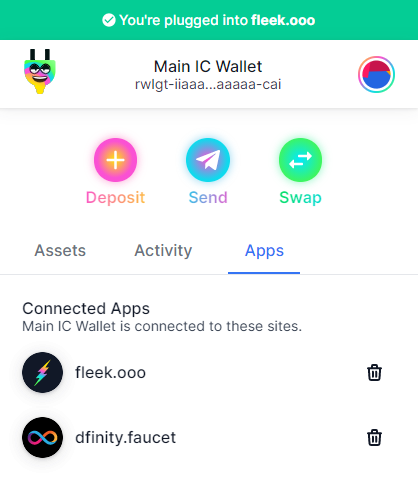 You're plugged into fleek.ooo
Main IC Wallet
rwlgt-iiaaa...aaaaa-cai
Deposit
Send
Swap
Assets
Activity
Apps
Connected Apps
Main IC Wallet is connected to these sites.
fleek.ooo
dfinity.faucet